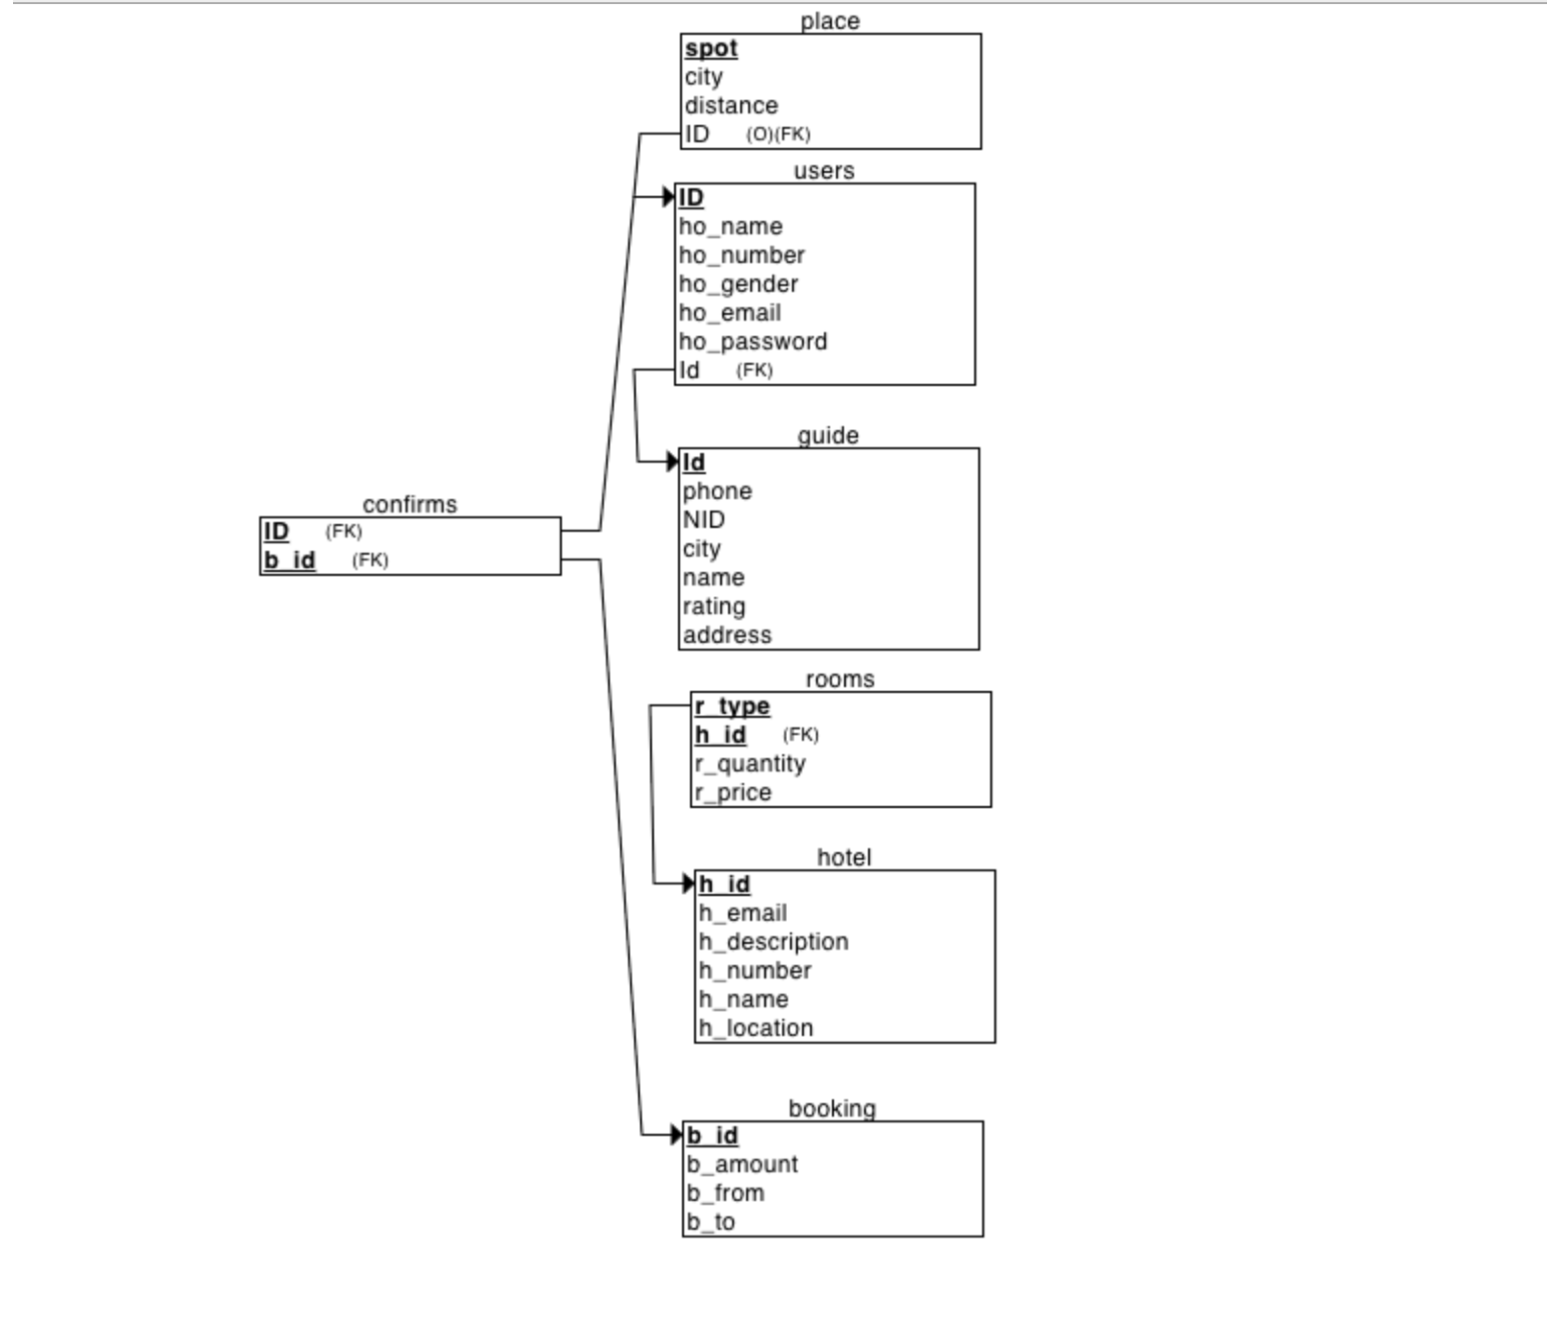 place
spot
city
distance
ID (O)(FK)
users
ID
ho_name
ho_number
ho_gender
ho_email
ho_password
Id (FK)
guide
Id
phone
NID
city
name
rating
address
confirms
ID (FK)
b_id (FK)
rooms
r_type
h_id (FK)
r_quantity
r_price
hotel
h_id
h_email
h_description
h_number
h_name
h_location
booking
b_id
b_amount
b_from
b_to